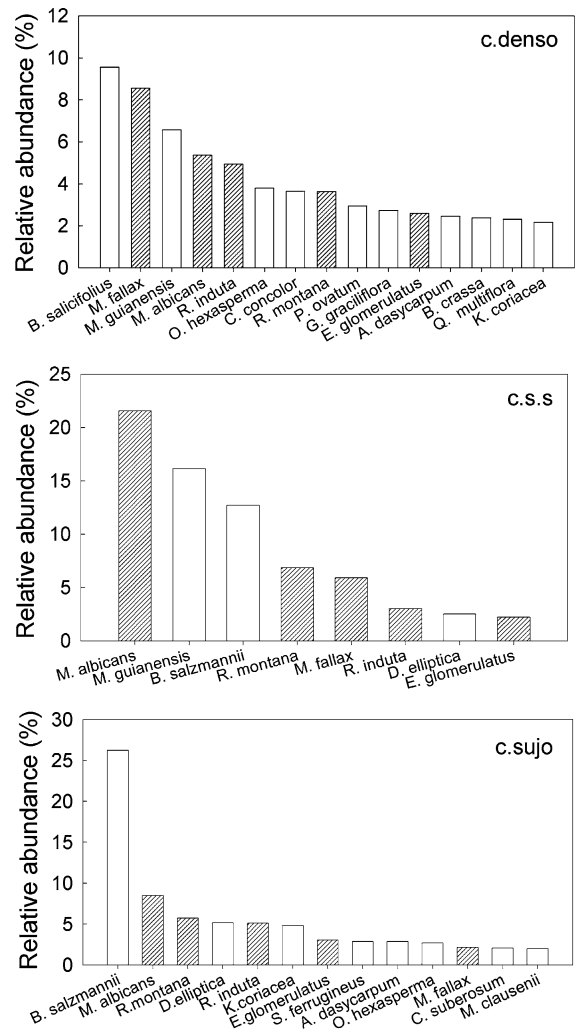 Relative abundance (%)
12
10
8
6
4
2
0
c.denso
B. salicifolius
M. fallax
M. guianensis
M. albicans
R. induta
O. hexasperma
C. concolor
R. montana
P. ovatum
G. graciliflora
E. glomerulatus
A. dasycarpum
B. crassa
Q. multiflora
K. coriacea
Relative abundance (%)
25
20
15
10
5
0
c.s.s
M. albicans
M. guianensis
B. salzmannii
R. montana
M. fallax
R. induta
D. elliptica
E. glomerulatus
Relative abundance (%)
30
25
20
15
10
5
0
c.sujo
B. salzmannii
M. albicans
R.montana
D.elliptica
R. induta
K.coriacea
E.glomerulatus
S. ferrugineus
A. dasycarpum
O. hexasperma
M. fallax
C. suberosum
M. clausenii